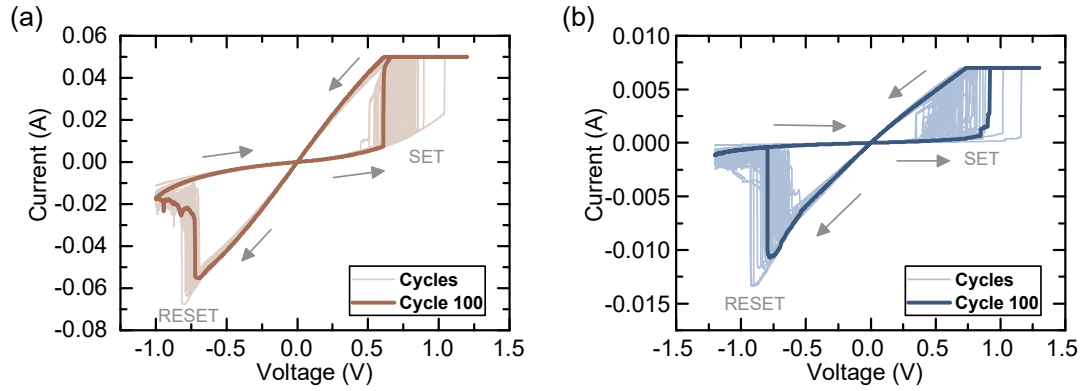 (a)
Current (A)
0.06
0.04
0.02
0.00
-0.02
-0.04
-0.06
-0.08
SET
RESET
Cycles
Cycle 100
-1.0 -0.5 0.0 0.5 1.0 1.5
Voltage (V)
(b)
Current (A)
0.010
0.005
0.000
-0.005
-0.010
-0.015
SET
RESET
Cycles
Cycle 100
-1.5 -1.0 -0.5 0.0 0.5 1.0 1.5
Voltage (V)